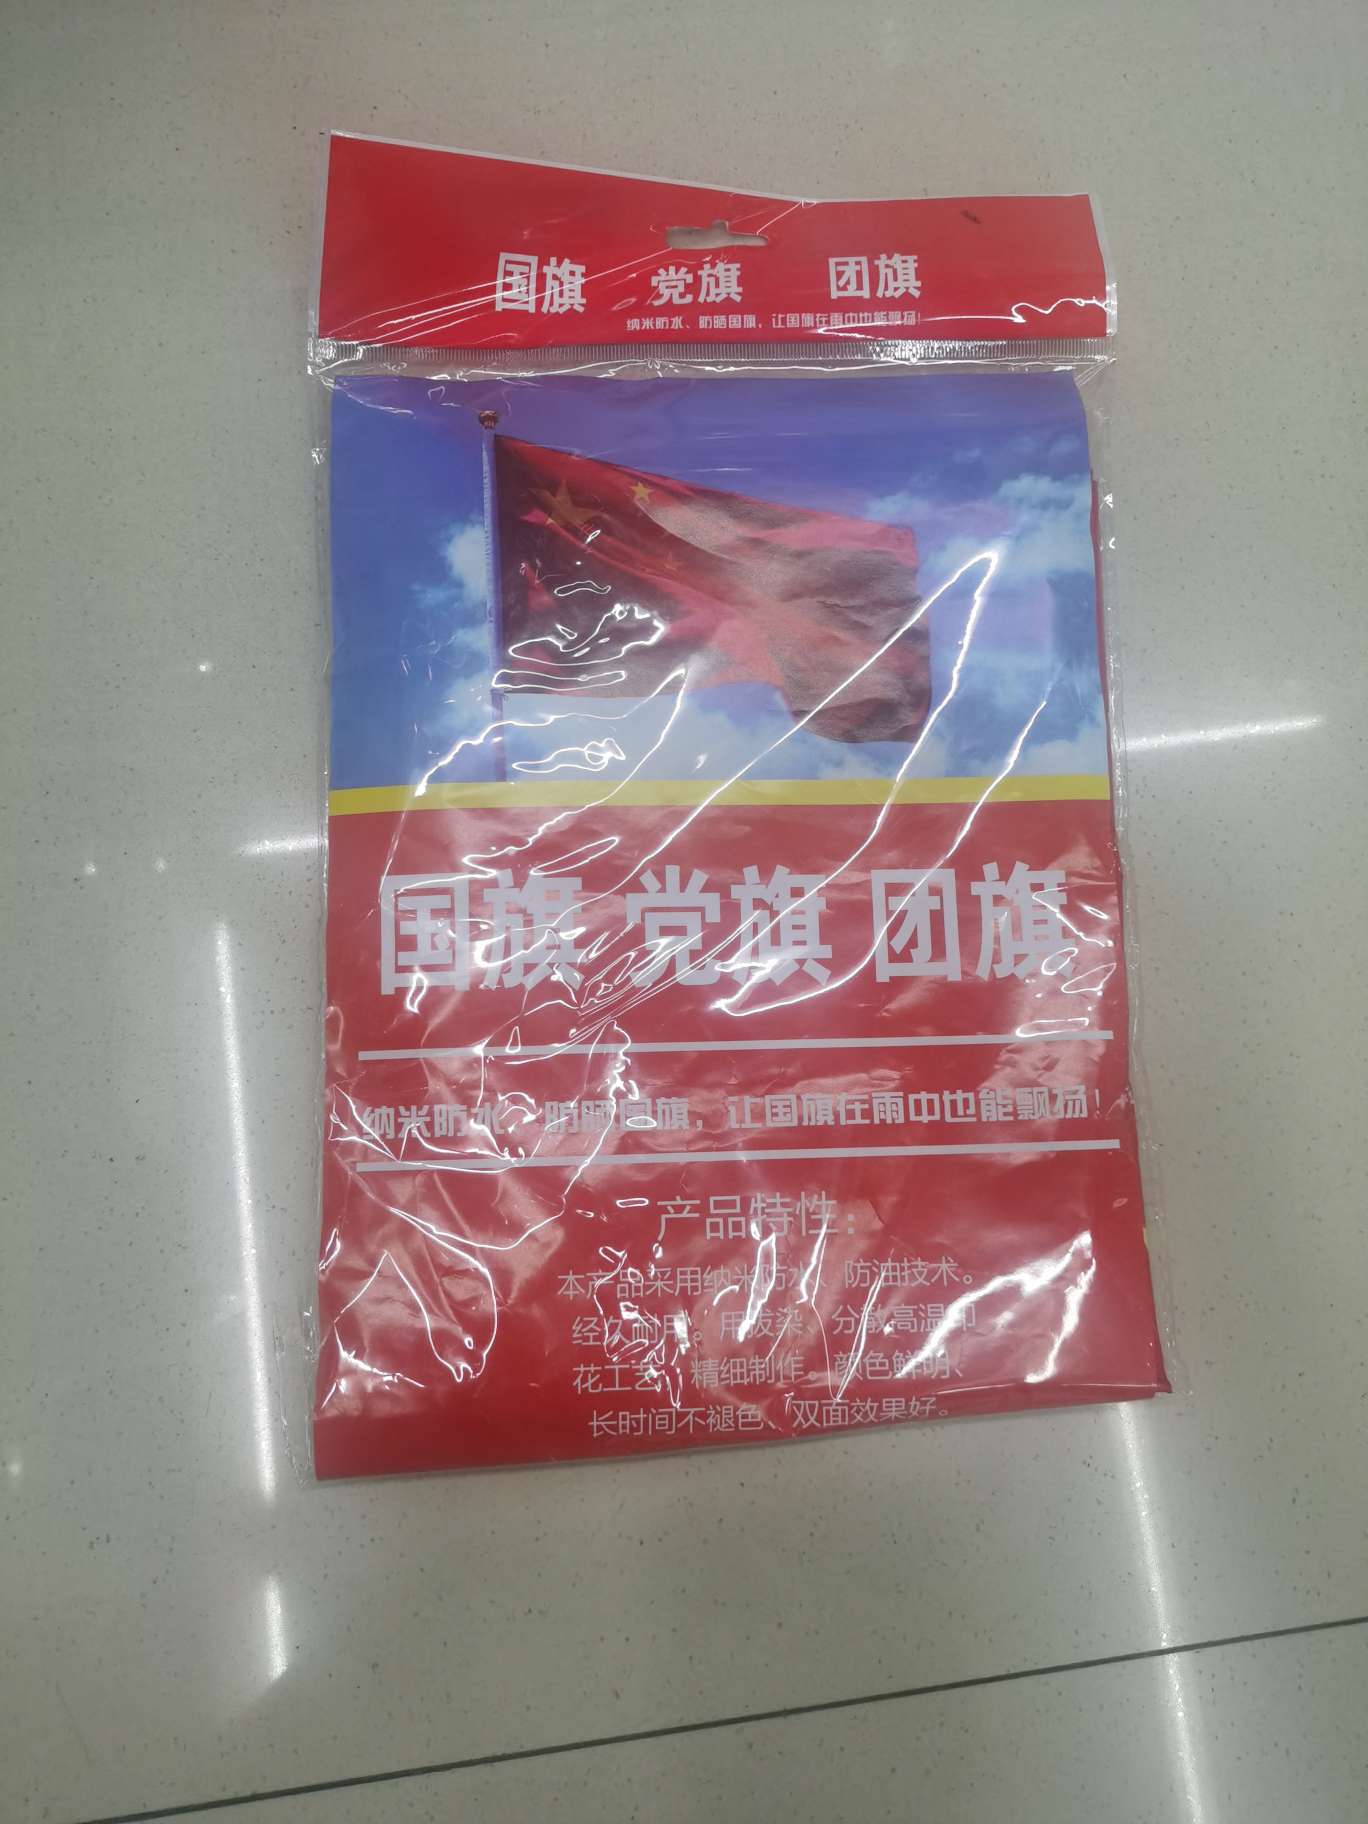 国旗 党旗 团旗
纳米防水、防晒国旗，让国旗在雨中也能飘扬！
国旗 党旗 团旗
纳米防水、防晒国旗，让国旗在雨中也能飘扬！
产品特性：
本产品采用纳米防水、防油技术。
经久耐用。用拔染、分散高温印
花工艺，精细制作。颜色鲜明、
长时间不褪色、双面效果好。